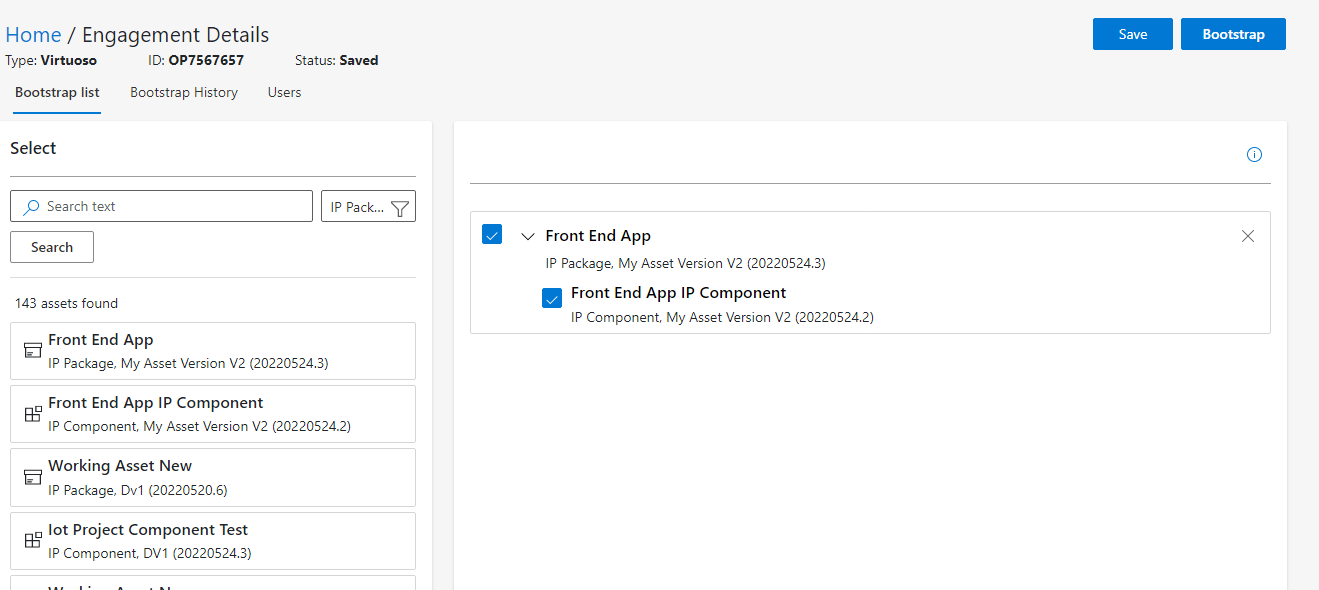 Home / Engagement Details
Save
Bootstrap
Type: Virtuoso ID: OP7567657 Status: Saved
Bootstrap list
Bootstrap History
Users
Select
Search text
IP Pack...
Search
143 assets found
Front End App
IP Package, My Asset Version V2 (20220524.3)
Front End App IP Component
IP Component, My Asset Version V2 (20220524.2)
Working Asset New
IP Package, Dv1 (20220520.6)
Iot Project Component Test
IP Component, DV1 (20220524.3)
Front End App
IP Package, My Asset Version V2 (20220524.3)
Front End App IP Component
IP Component, My Asset Version V2 (20220524.2)